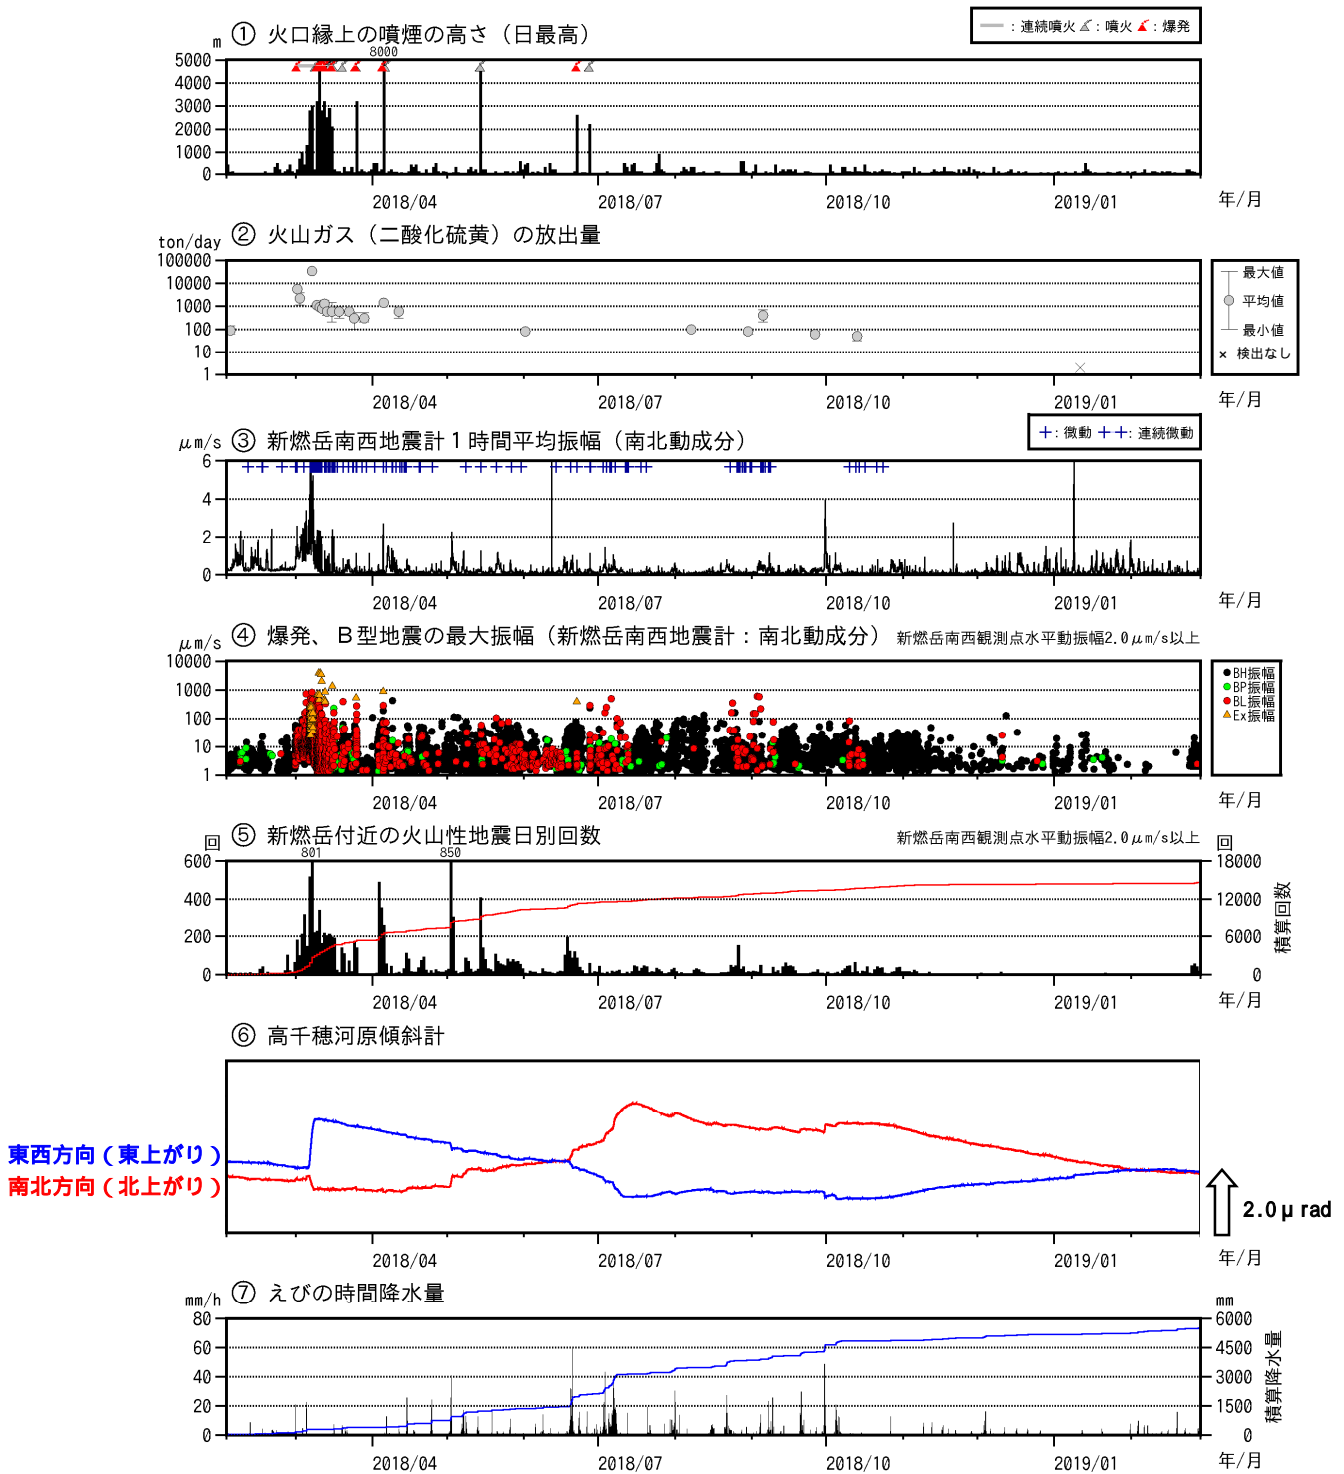 ① 火口縁上の噴煙の高さ（日最高）
：連続噴火 ：噴火 ：爆発
m
8000
5000
4000
3000
2000
1000
0
2018/04 2018/07 2018/10 2019/01 年/月
② 火山ガス（二酸化硫黄）の放出量
ton/day
100000
10000
1000
100
10
1
最大値
平均値
最小値
× 検出なし
2018/04 2018/07 2018/10 2019/01 年/月
③ 新燃岳南西地震計１時間平均振幅（南北動成分）
＋：微動 ＋＋：連続微動
μm/s
6
4
2
0
2018/04 2018/07 2018/10 2019/01 年/月
④ 爆発、Ｂ型地震の最大振幅（新燃岳南西地震計：南北動成分） 新燃岳南西観測点水平動振幅2.0μm/s以上
μm/s
10000
1000
100
10
1
BH振幅
BP振幅
BL振幅
Ex振幅
2018/04 2018/07 2018/10 2019/01 年/月
⑤ 新燃岳付近の火山性地震日別回数 新燃岳南西観測点水平動振幅2.0μm/s以上
回 801 850 回
600 18000
400 12000
200 6000
0 0
積算回数
2018/04 2018/07 2018/10 2019/01 年/月
⑥ 高千穂河原傾斜計
東西方向（東上がり）
南北方向（北上がり）
2.0μrad
2018/04 2018/07 2018/10 2019/01 年/月
⑦ えびの時間降水量
mm/h mm
80 6000
60 4500
40 3000
20 1500
0 0
積算降水量
2018/04 2018/07 2018/10 2019/01 年/月